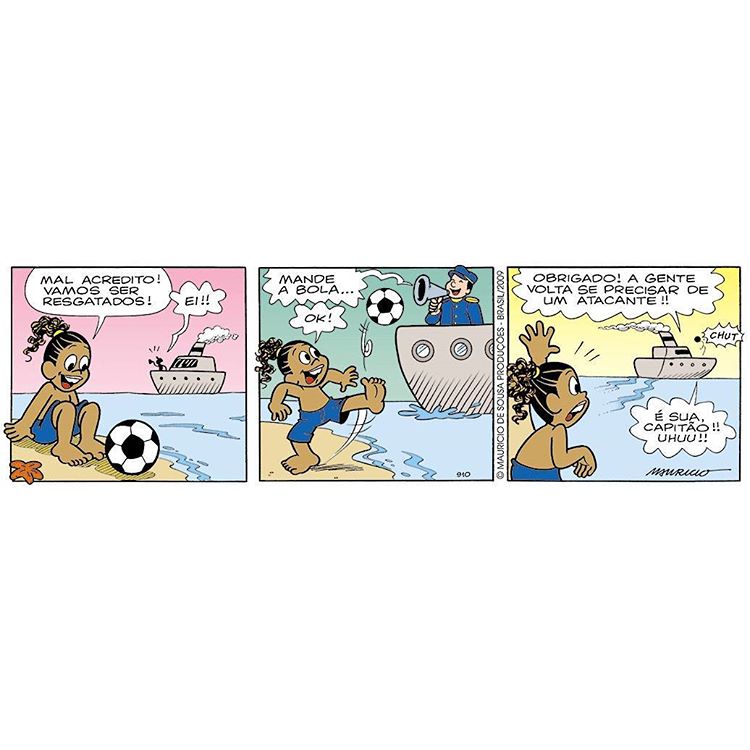 MAL ACREDITO!
VAMOS SER
RESGATADOS!
EI!!
MANDE
A BOLA...
OK!
910
© MAURICIO DE SOUSA PRODUCOES - BRASIL/2009
OBRIGADO! A GENTE
VOLTA SE PRECISAR DE
UM ATACANTE!!
CHUT
É SUA,
CAPITÃO!!
UHUU!!
MAURICIO